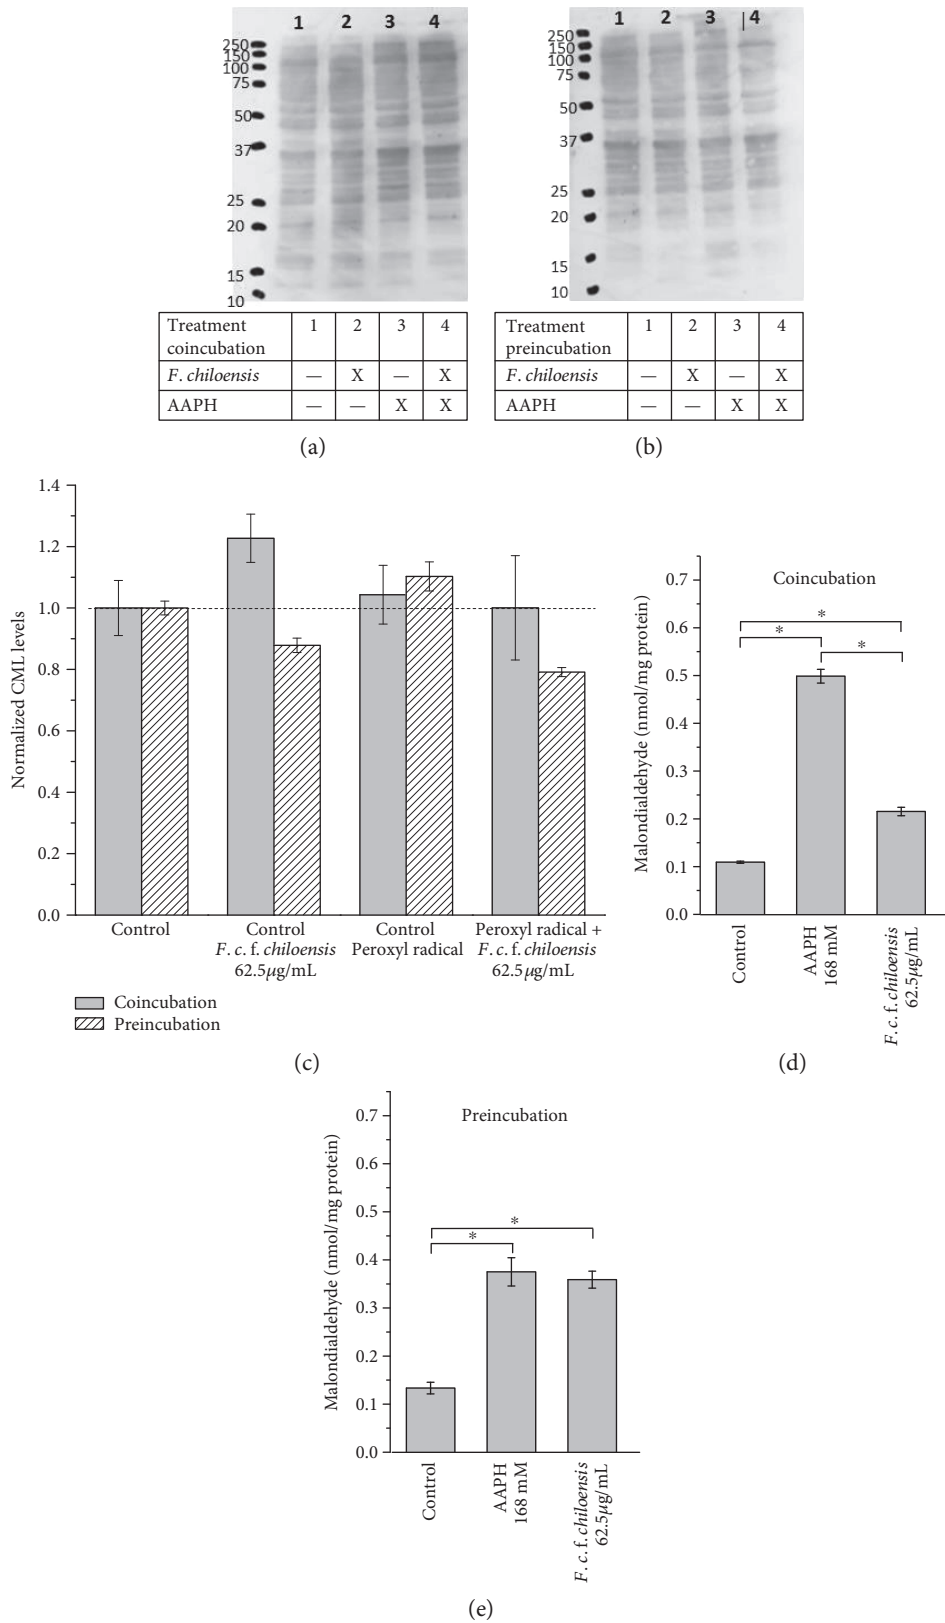 1 2 3 4
250
150
100
75
50
37
25
20
15
10
Treatment coincubation 1 2 3 4
F. chiloensis — X — X
AAPH — — X X
(a)
1 2 3 4
250
150
100
75
50
37
25
20
15
10
Treatment preincubation 1 2 3 4
F. chiloensis — X — X
AAPH — — X X
(b)
Normalized CML levels
1.4
1.2
1.0
0.8
0.6
0.4
0.2
0.0
Control
Control
F. c. f. chiloensis
62.5μg/mL
Control
Peroxyl radical
Peroxyl radical +
F. c. f. chiloensis
62.5μg/mL
Coincubation
Preincubation
(c)
Coincubation
Malondialdehyde (nmol/mg protein)
0.7
0.6
0.5
0.4
0.3
0.2
0.1
0.0
*
*
*
Control
AAPH
168 mM
F. c. f. chiloensis
62.5μg/mL
(d)
Preincubation
Malondialdehyde (nmol/mg protein)
0.7
0.6
0.5
0.4
0.3
0.2
0.1
0.0
*
*
Control
AAPH
168 mM
F. c. f. chiloensis
62.5μg/mL
(e)